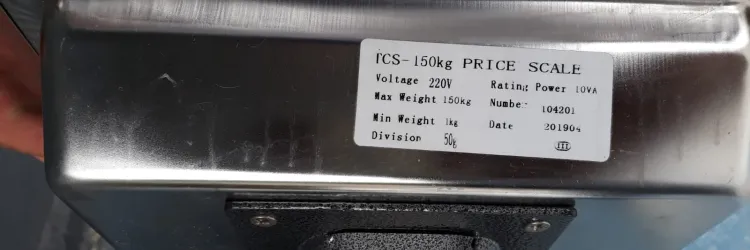 TCS-150kg PRICE SCALE
Voltage 220V Rating Power 10VA
Max Weight 150kg Number 104201
Min Weight 1kg Date 201904
Division 50g